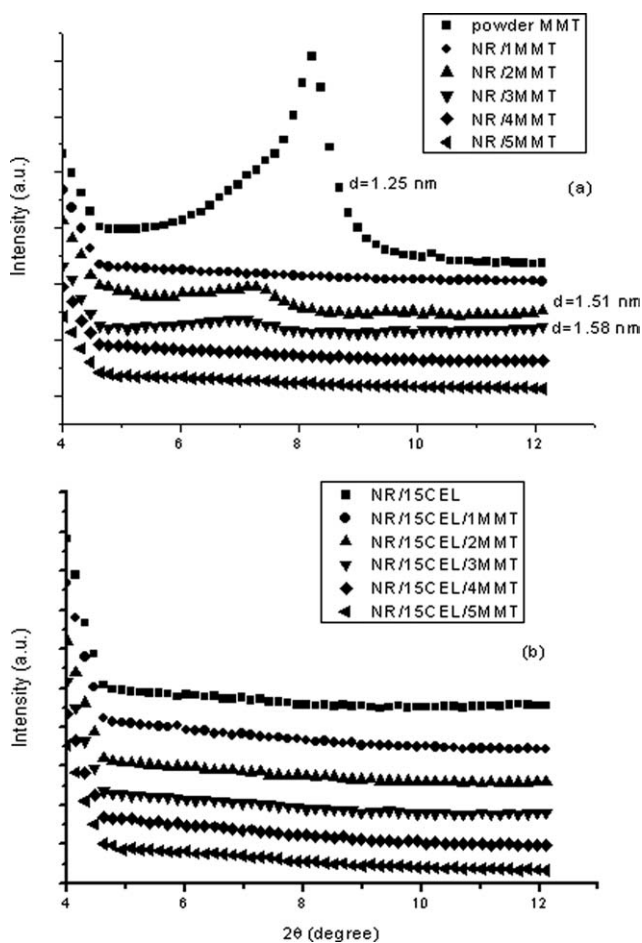 powder MMT
NR/1MMT
NR/2MMT
NR/3MMT
NR/4MMT
NR/5MMT
Intensity (a.u.)
d=1.25 nm
(a)
d=1.51 nm
d=1.58 nm
4 6 8 10 12
NR/15CEL
NR/15CEL/1MMT
NR/15CEL/2MMT
NR/15CEL/3MMT
NR/15CEL/4MMT
NR/15CEL/5MMT
Intensity (a.u.)
(b)
4 6 8 10 12
2θ (degree)